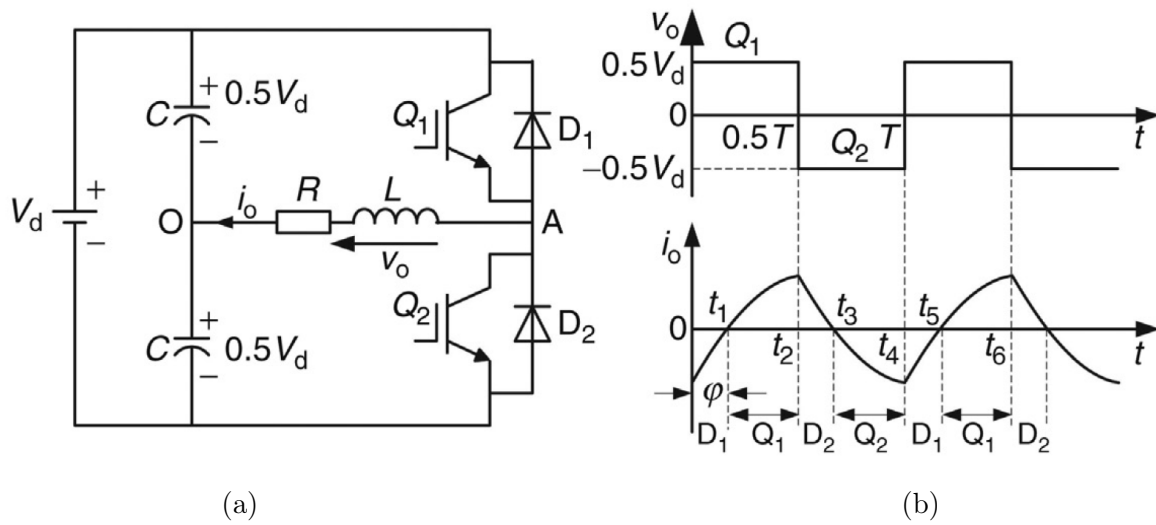 +
C
0.5Vd
−
Q1
D1
Vd
+
−
O
io
R
L
A
vo
Q2
D2
+
C
0.5Vd
−
(a)
vo
Q1
0.5Vd
0
0.5T
Q2
T
t
−0.5Vd
io
t1
t3
t5
0
t2
t4
t6
t
φ
D1
Q1
D2
Q2
D1
Q1
D2
(b)